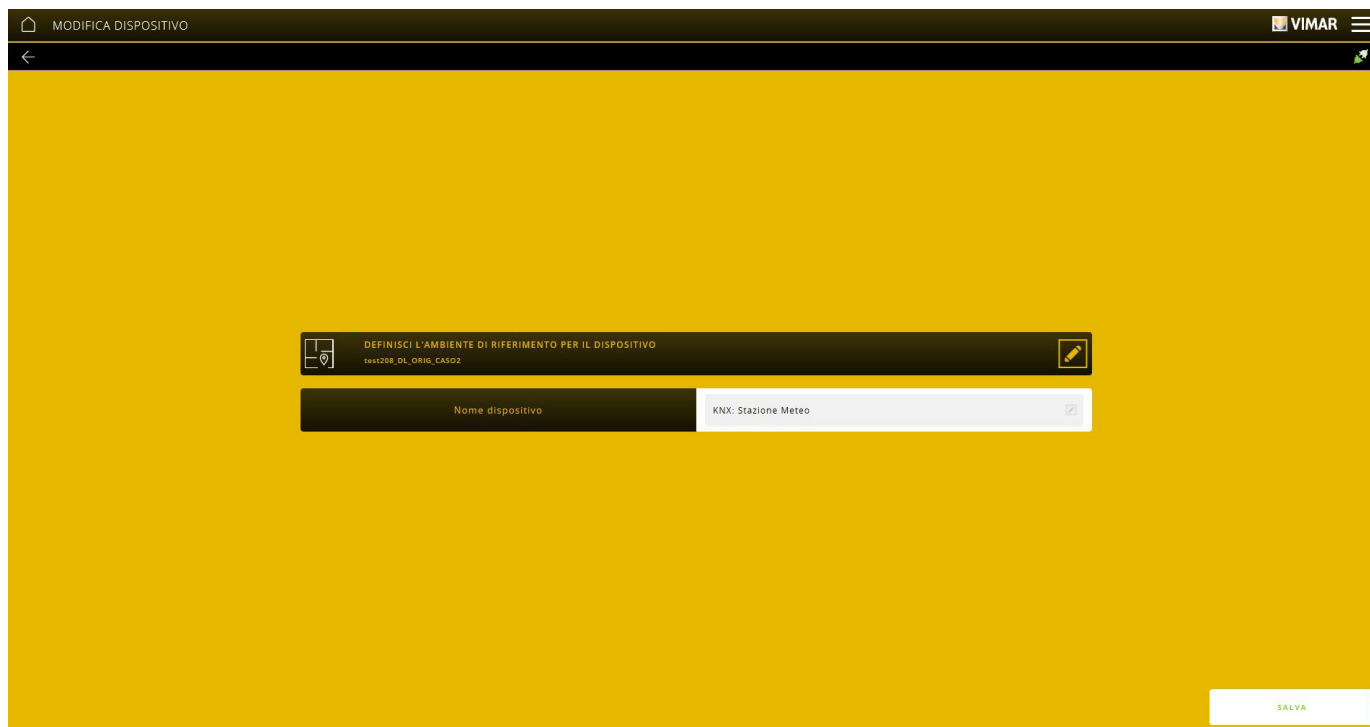 MODIFICA DISPOSITIVO
VIMAR
DEFINISCI L'AMBIENTE DI RIFERIMENTO PER IL DISPOSITIVO
test208_DL_ORIG_CASO2
Nome dispositivo
KNX: Stazione Meteo
SALVA